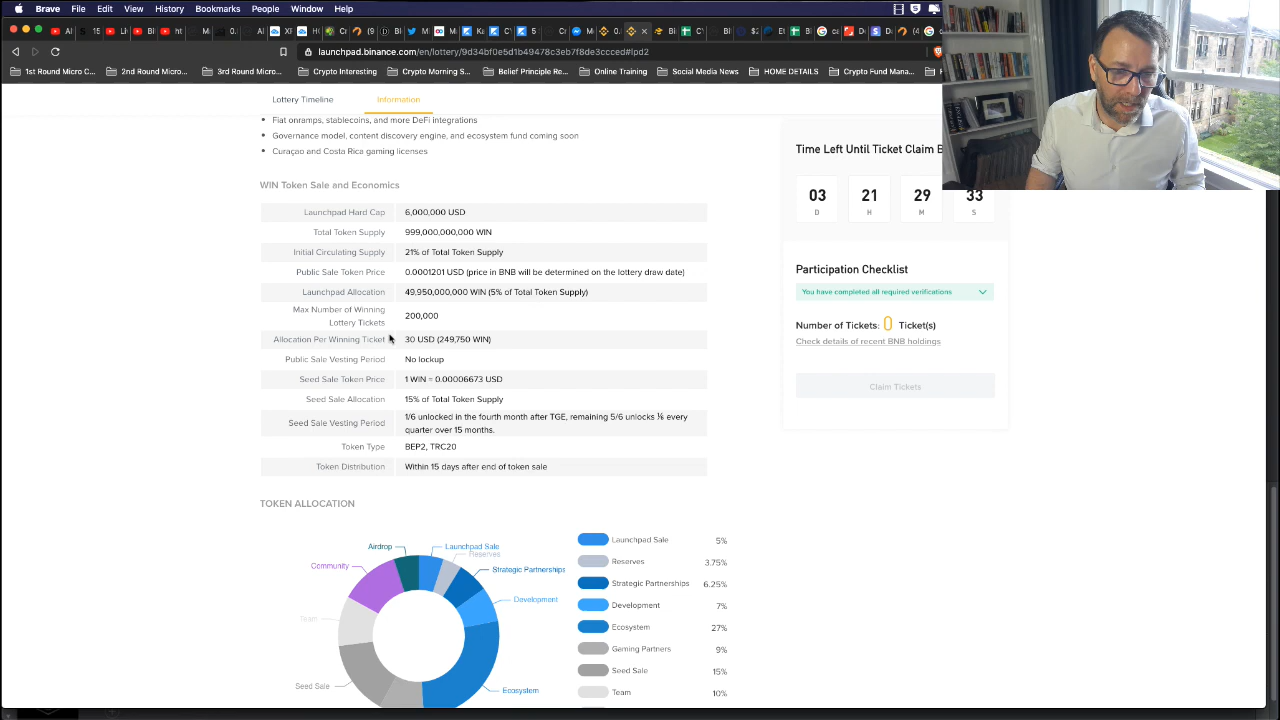 Brave File Edit View History Bookmarks People Window Help
launchpad.binance.com/en/lottery/9d34bf0e5d1b49478c3eb7f8de3ccced#lpd2
1st Round Micro C... 2nd Round Micro... 3rd Round Micro... Crypto Interesting Crypto Morning S... Belief Principle Re... Online Training Social Media News HOME DETAILS Crypto Fund Mana...
Lottery Timeline Information
Fiat onramps, stablecoins, and more DeFi integrations
Governance model, content discovery engine, and ecosystem fund coming soon
Curaçao and Costa Rica gaming licenses
WIN Token Sale and Economics
Launchpad Hard Cap 6,000,000 USD
Total Token Supply 999,000,000,000 WIN
Initial Circulating Supply 21% of Total Token Supply
Public Sale Token Price 0.0001201 USD (price in BNB will be determined on the lottery draw date)
Launchpad Allocation 49,950,000,000 WIN (5% of Total Token Supply)
Max Number of Winning
Lottery Tickets
200,000
Allocation Per Winning Ticket 30 USD (249,750 WIN)
Public Sale Vesting Period No lockup
Seed Sale Token Price 1 WIN = 0.00006673 USD
Seed Sale Allocation 15% of Total Token Supply
Seed Sale Vesting Period
1/6 unlocked in the fourth month after TGE, remaining 5/6 unlocks ⅙ every
quarter over 15 months.
Token Type BEP2, TRC20
Token Distribution Within 15 days after end of token sale
Time Left Until Ticket Claim B
03 21 29 33
D H M S
Participation Checklist
You have completed all required verifications
Number of Tickets: 0 Ticket(s)
Check details of recent BNB holdings
Claim Tickets
TOKEN ALLOCATION
Airdrop
Launchpad Sale
Reserves
Community
Strategic Partnerships
Development
Team
Seed Sale
Ecosystem
Launchpad Sale 5%
Reserves 3.75%
Strategic Partnerships 6.25%
Development 7%
Ecosystem 27%
Gaming Partners 9%
Seed Sale 15%
Team 10%